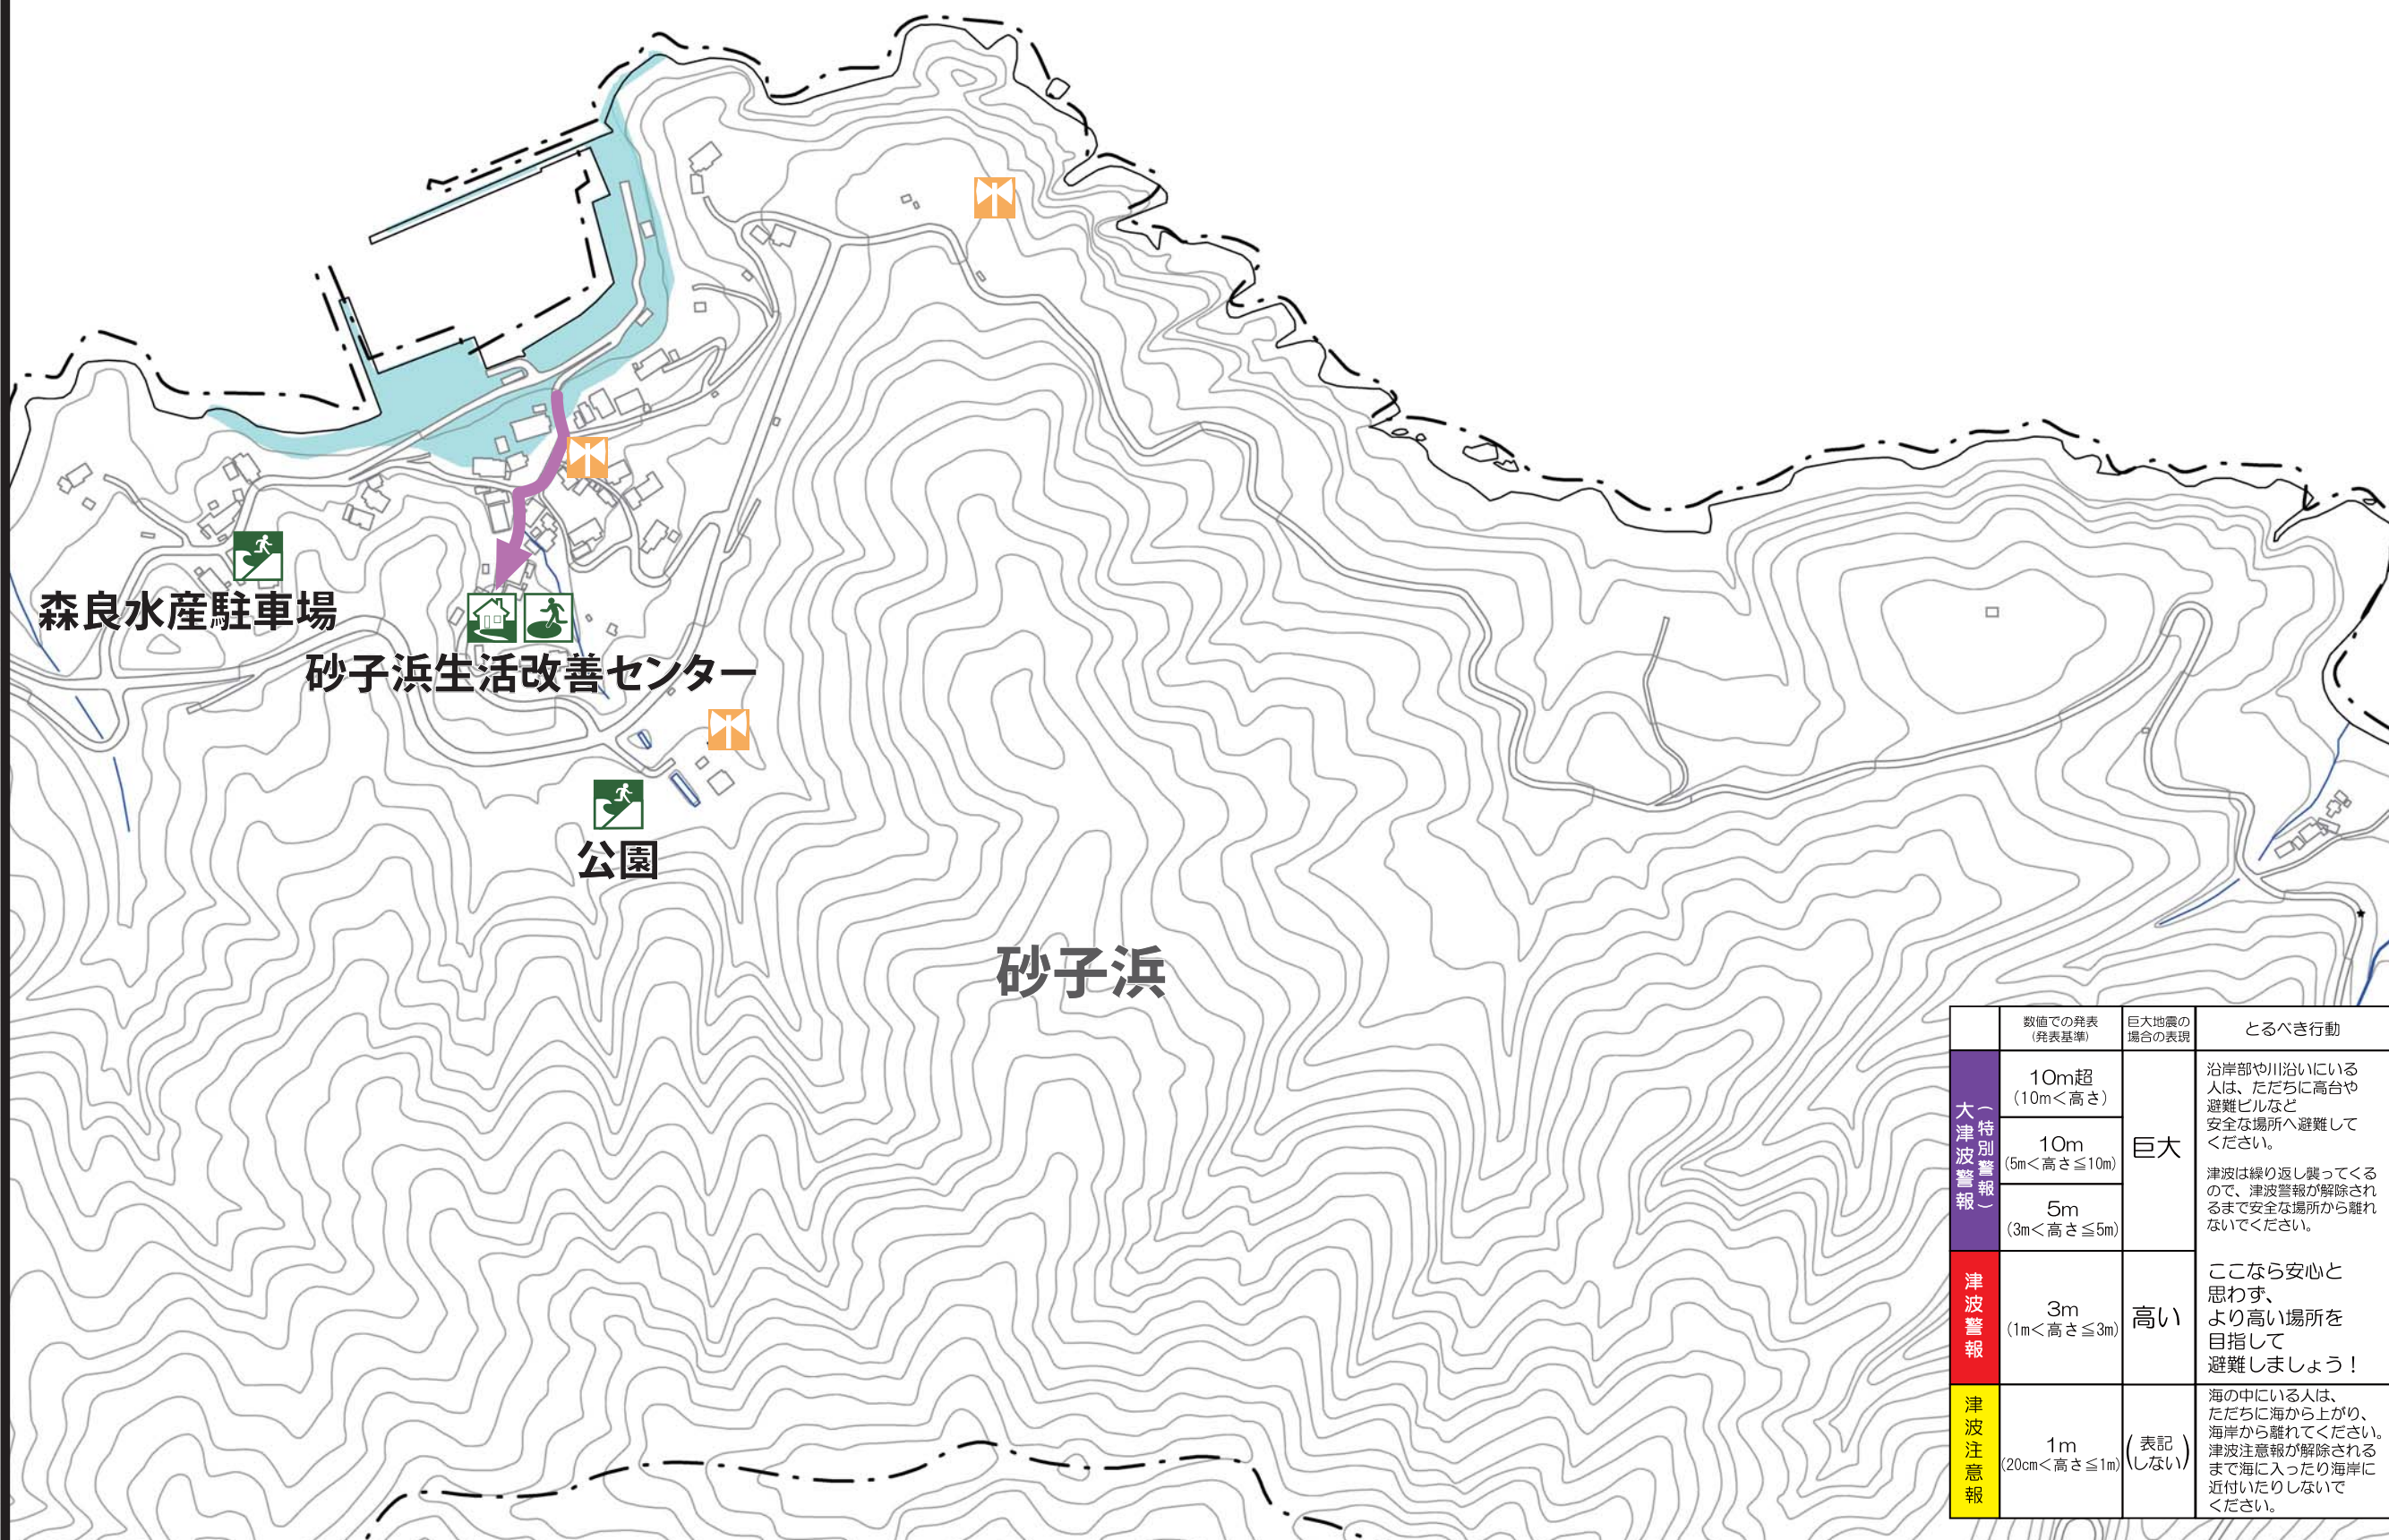 森良水産駐車場
砂子浜生活改善センター
公園
砂子浜
数値での発表
(発表基準)
巨大地震の
場合の表現
とるべき行動
大津波警報
(特別警報)
10m超
(10m<高さ)
10m
(5m<高さ≦10m)
5m
(3m<高さ≦5m)
巨大
沿岸部や川沿いにいる
人は、ただちに高台や
避難ビルなど
安全な場所へ避難して
ください。
津波は繰り返し襲ってくる
ので、津波警報が解除され
るまで安全な場所から離れ
ないでください。
津波警報
3m
(1m<高さ≦3m)
高い
ここなら安心と
思わず、
より高い場所を
目指して
避難しましょう！
津波注意報
1m
(20cm<高さ≦1m)
(表記
しない)
海の中にいる人は、
ただちに海から上がり、
海岸から離れてください。
津波注意報が解除される
まで海に入ったり海岸に
近付いたりしないで
ください。